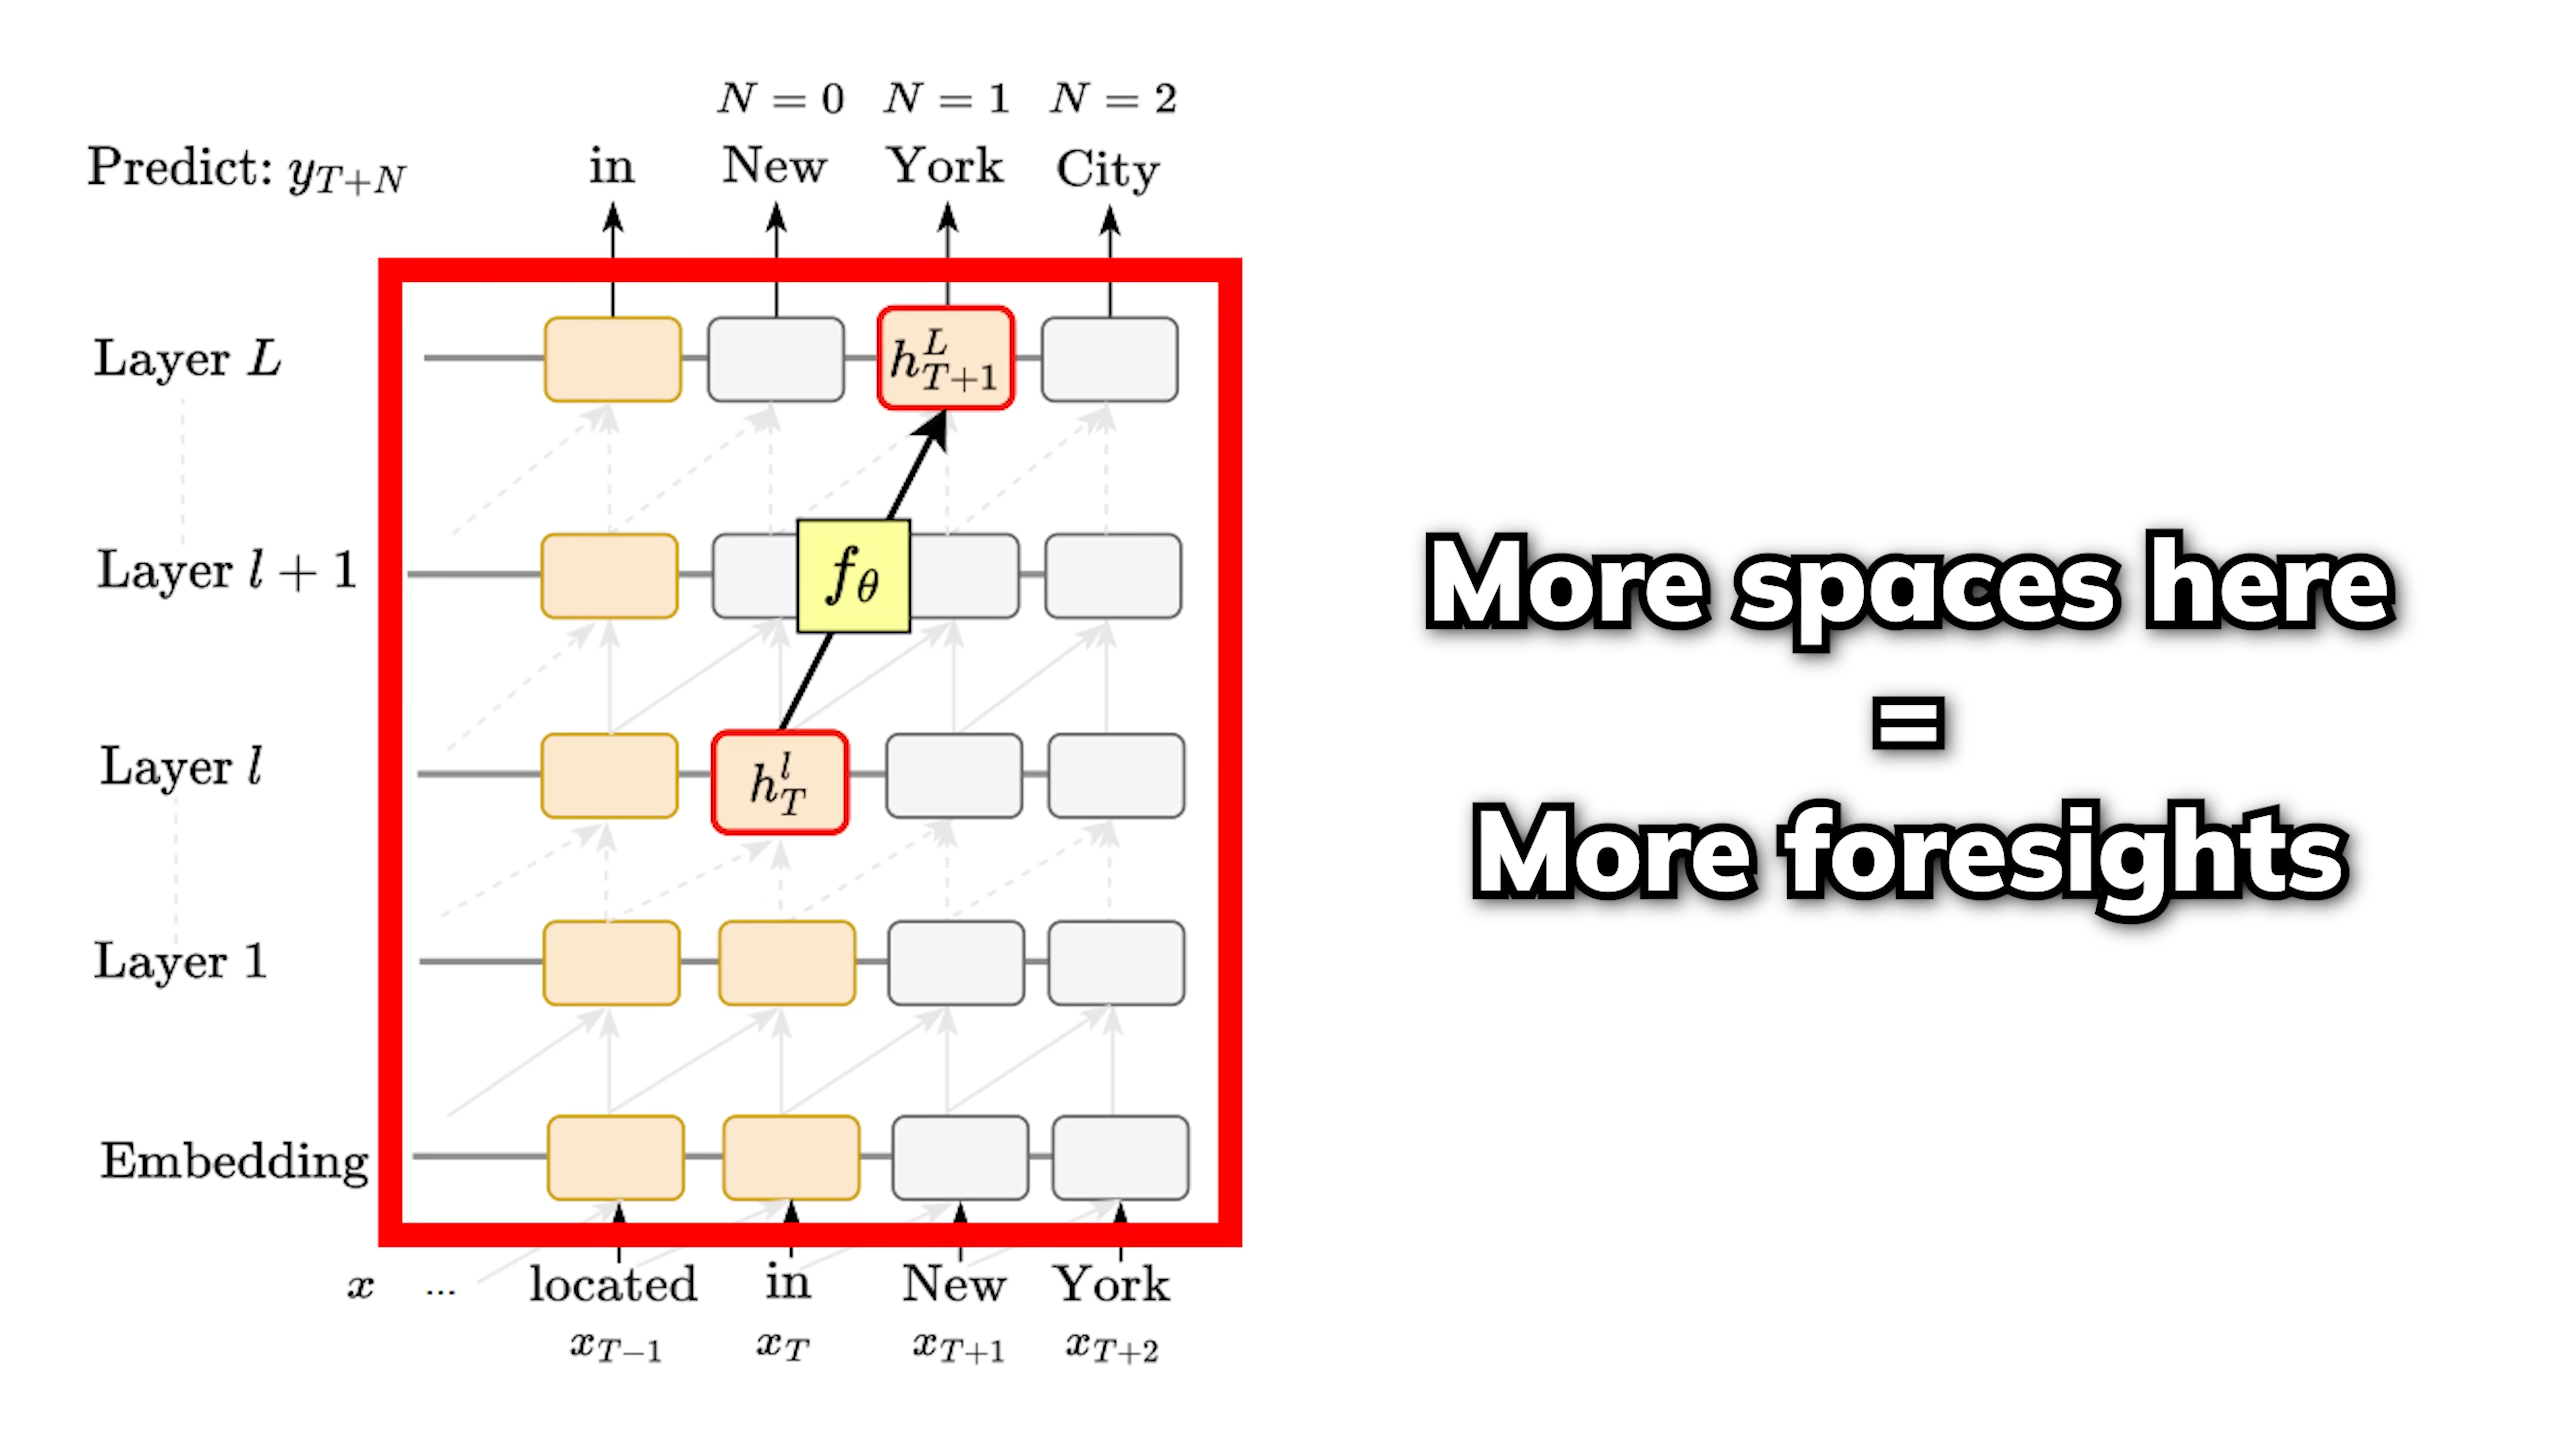 N = 0 N = 1 N = 2
Predict: y_{T+N} in New York City
Layer L
h^L_{T+1}
Layer l + 1
f_θ
Layer l
h^l_T
Layer 1
Embedding
x ... located in New York
x_{T−1} x_T x_{T+1} x_{T+2}
More spaces here
=
More foresights